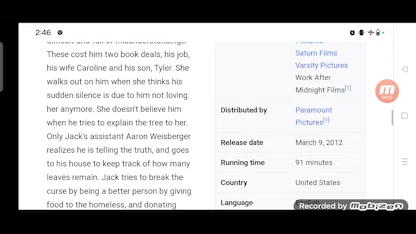 2:46
These cost him two book deals, his job,
his wife Caroline and his son, Tyler. She
walks out on him when she thinks his
sudden silence is due to him not loving
her anymore. She doesn't believe him
when he tries to explain the tree to her.
Only Jack's assistant Aaron Weisberger
realizes he is telling the truth, and goes
to his house to keep track of how many
leaves remain. Jack tries to break the
curse by being a better person by giving
food to the homeless, and donating
Saturn Films
Varsity Pictures
Work After
Midnight Films[1]
Distributed by Paramount
Pictures[1]
Release date March 9, 2012
Running time 91 minutes
Country United States
Language
Recorded by Mobizen